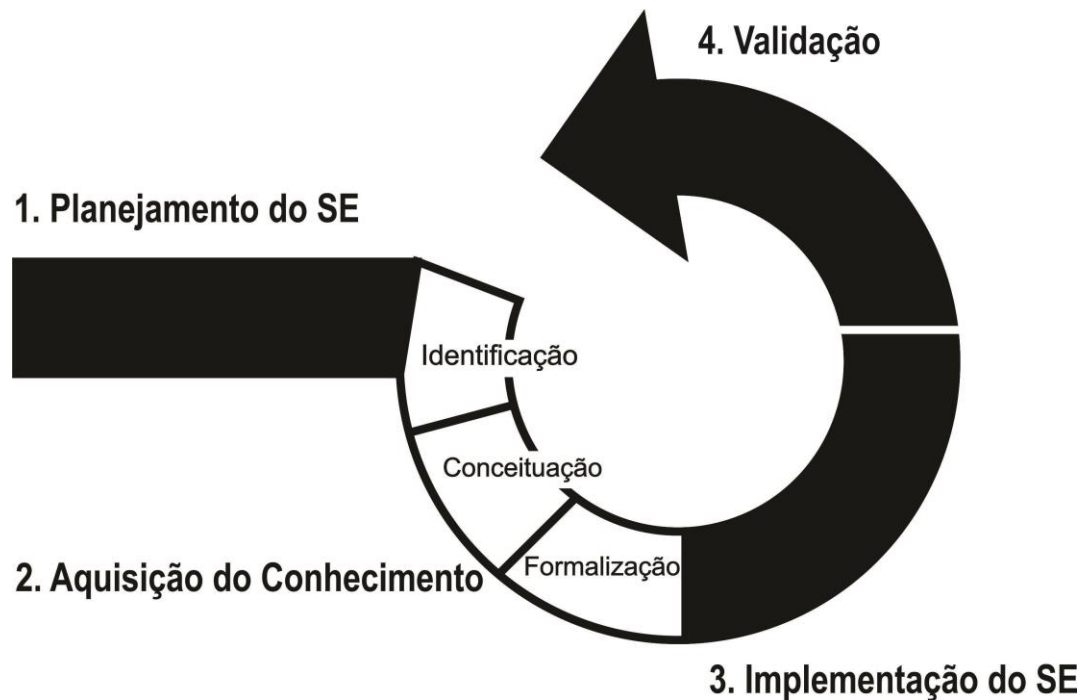 4. Validação
1. Planejamento do SE
Identificação
Conceituação
2. Aquisição do Conhecimento
Formalização
3. Implementação do SE